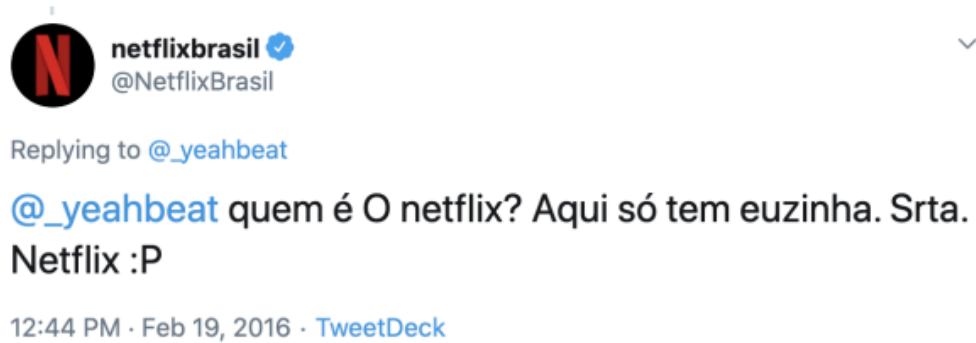 N
netflixbrasil
@NetflixBrasil
Replying to @_yeahbeat
@_yeahbeat quem é O netflix? Aqui só tem euzinha. Srta.
Netflix :P
12:44 PM · Feb 19, 2016 · TweetDeck